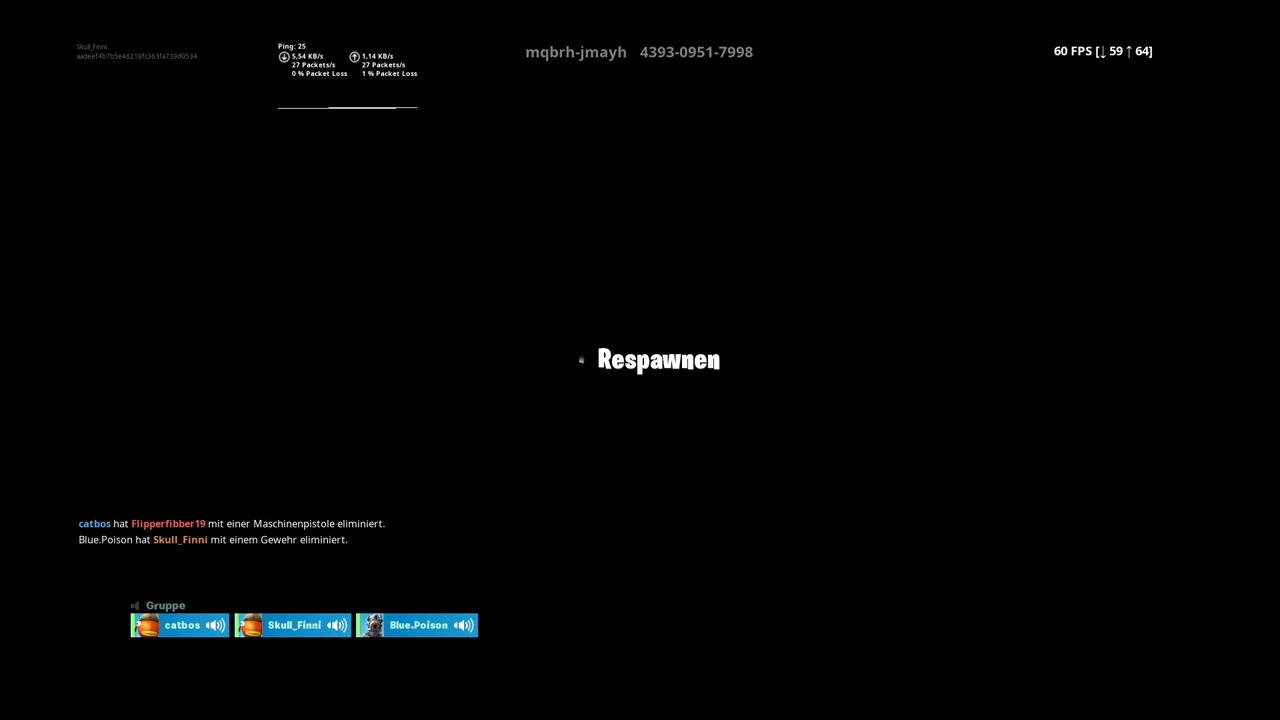 Skull_Finni
Ping: 25
5,54 KB/s
1,14 KB/s
27 Packets/s
27 Packets/s
0 % Packet Loss
1 % Packet Loss
mqbrh-jmayh 4393-0951-7998
60 FPS [↓ 59 ↑ 64]
Respawnen
catbos hat Flipperfibber19 mit einer Maschinenpistole eliminiert.
Blue.Poison hat Skull_Finni mit einem Gewehr eliminiert.
Gruppe
catbos
Skull_Finni
Blue.Poison